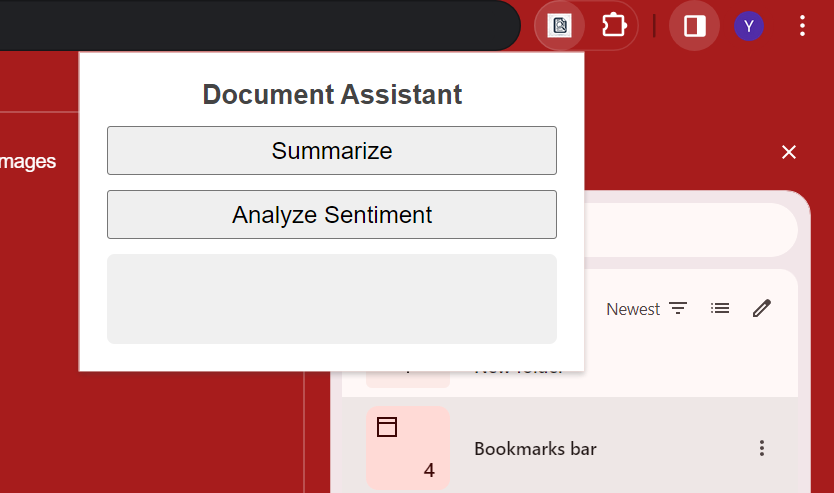 Y
Document Assistant
Summarize
mages
Analyze Sentiment
Newest
Bookmarks bar
4